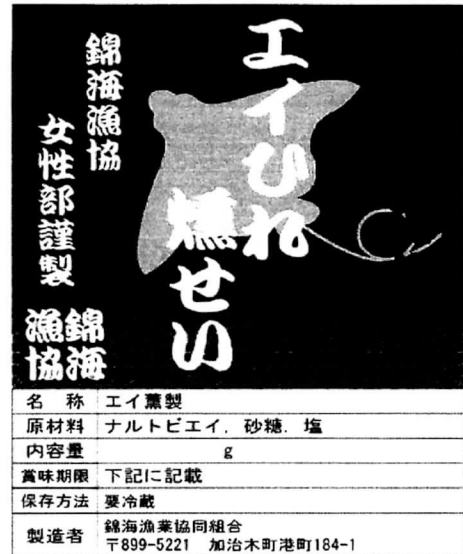 エイひれ
燻せい
錦海漁協
女性部謹製
錦海
漁協
名 称 エイ薫製
原材料 ナルトビエイ, 砂糖, 塩
内容量 g
賞味期限 下記に記載
保存方法 要冷蔵
製造者 錦海漁業協同組合
〒899-5221 加治木町港町184-1